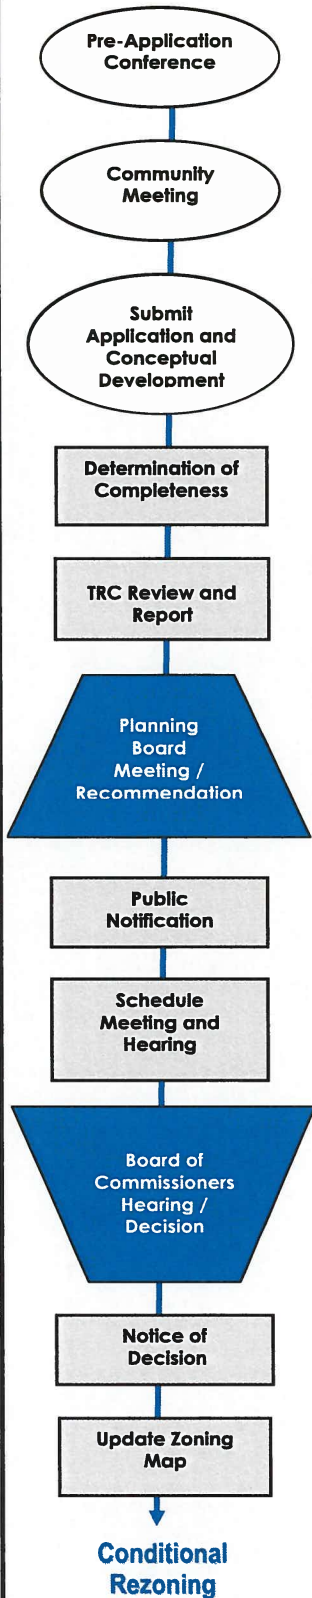 Pre-Application
Conference
Community
Meeting
Submit
Application and
Conceptual
Development
Determination of
Completeness
TRC Review and
Report
Planning
Board
Meeting /
Recommendation
Public
Notification
Schedule
Meeting and
Hearing
Board of
Commissioners
Hearing /
Decision
Notice of
Decision
Update Zoning
Map
Conditional
Rezoning